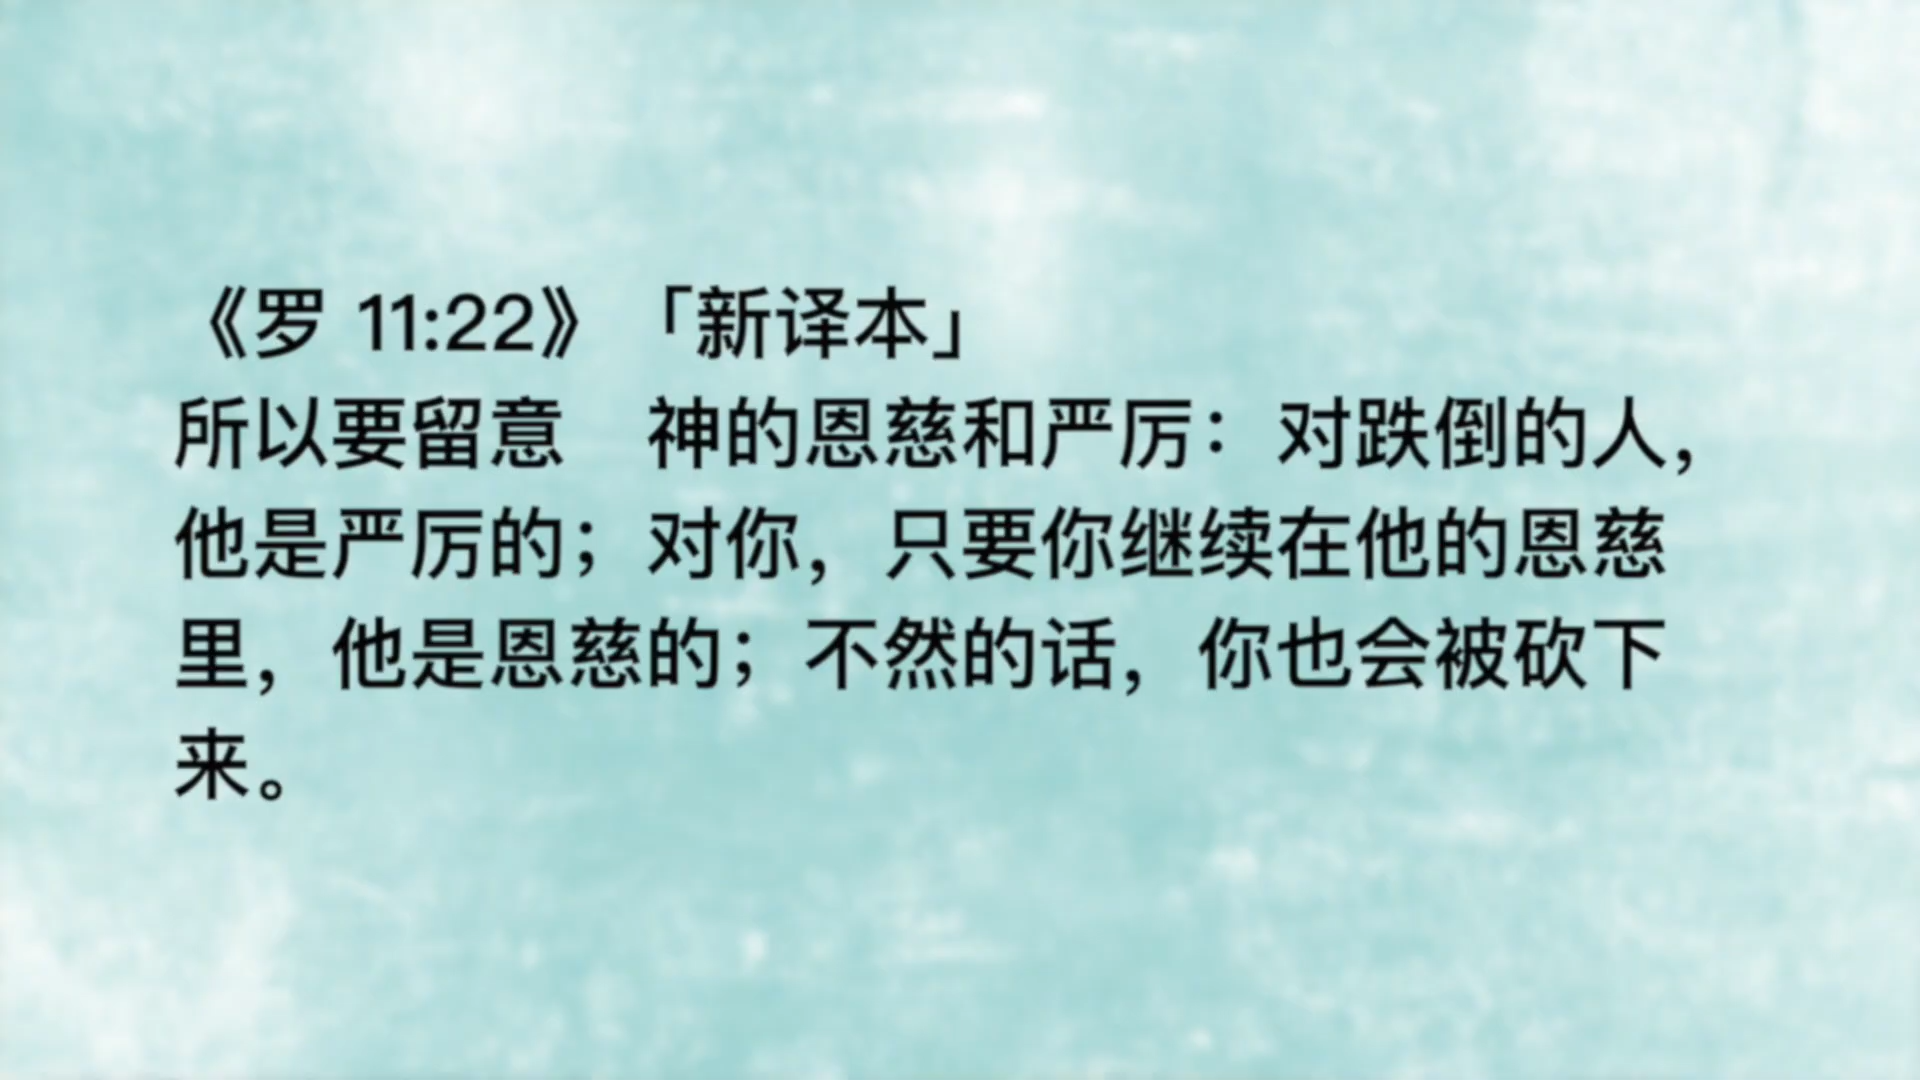 《罗 11:22》「新译本」
所以要留意　神的恩慈和严厉：对跌倒的人，
他是严厉的；对你，只要你继续在他的恩慈
里，他是恩慈的；不然的话，你也会被砍下
来。